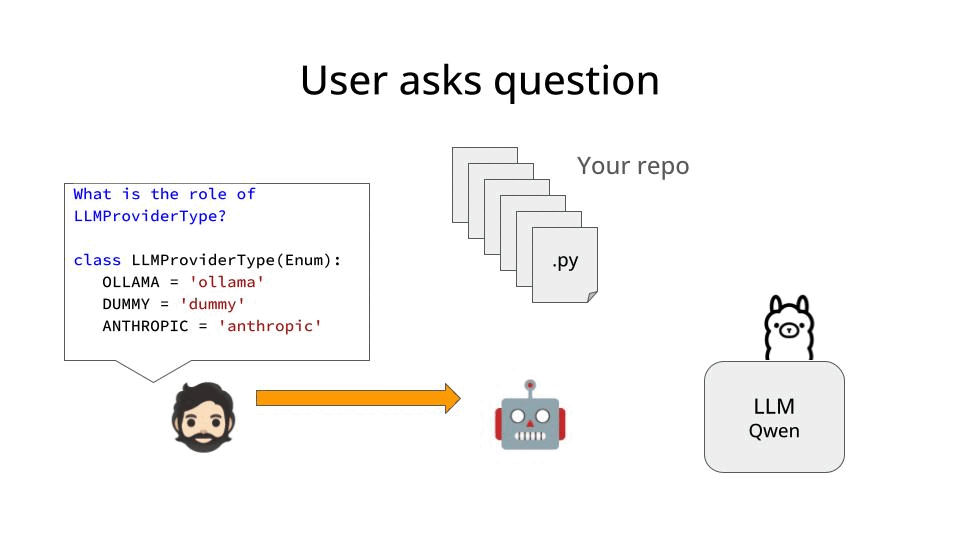 User asks question
Your repo
What is the role of
LLMProviderType?
class LLMProviderType(Enum):
OLLAMA = 'ollama'
DUMMY = 'dummy'
ANTHROPIC = 'anthropic'
.py
LLM
Qwen